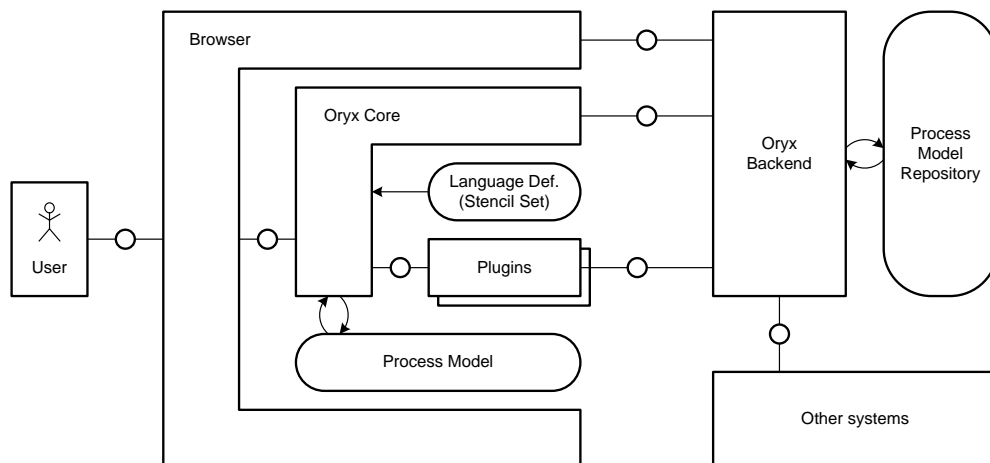 Browser
Oryx Core
Language Def.
(Stencil Set)
User
Plugins
Process Model
Oryx
Backend
Process
Model
Repository
Other systems